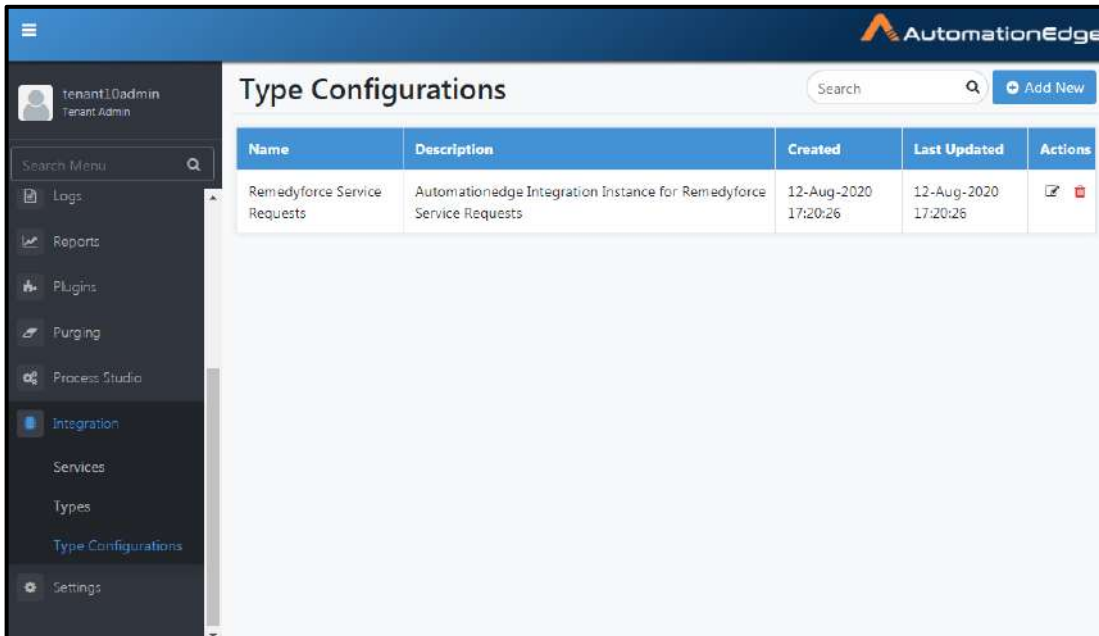 AutomationEdge
tenant10admin
Tenant Admin
Search Menu
Logs
Reports
Plugins
Purging
Process Studio
Integration
Services
Types
Type Configurations
Settings
Type Configurations
Search
Add New
Name Description Created Last Updated Actions
Remedyforce Service Automationedge Integration Instance for Remedyforce 12-Aug-2020 12-Aug-2020
Requests Service Requests 17:20:26 17:20:26